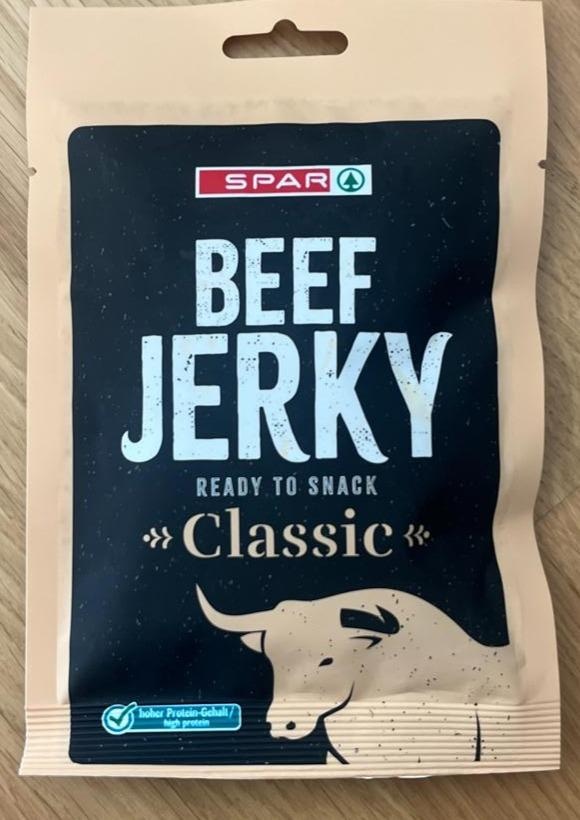 SPAR
BEEF
JERKY
READY TO SNACK
Classic
hoher Protein-Gehalt /
high protein